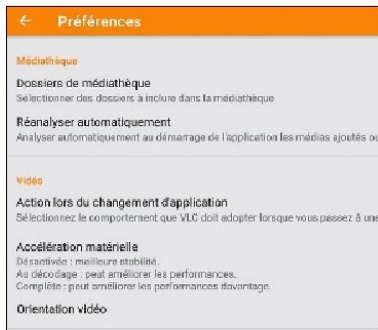 Préférences
Médiathèque
Dossiers de médiathèque
Sélectionner des dossiers à inclure dans la médiathèque
Réanalyser automatiquement
Analyser automatiquement au démarrage de l'application les médias ajoutés ou
Vidéo
Action lors du changement d'application
Sélectionnez le comportement que VLC doit adopter lorsque vous passez à une
Accélération matérielle
Désactivée : meilleure stabilité.
Au décodage : peut améliorer les performances.
Complète : peut améliorer les performances davantage.
Orientation vidéo